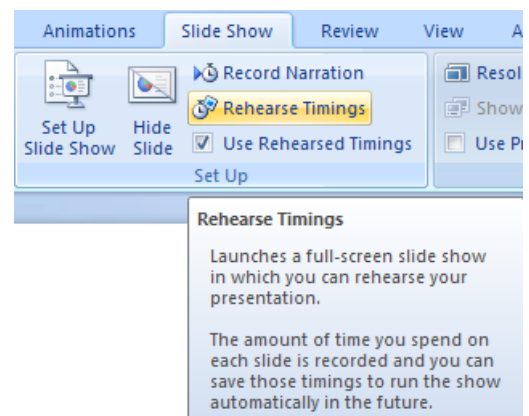 Animations Slide Show Review View A
Record Narration
Rehearse Timings
Use Rehearsed Timings
Set Up
Slide Show
Hide
Slide
Set Up
Resol
Show
Use Pr
Rehearse Timings
Launches a full-screen slide show
in which you can rehearse your
presentation.
The amount of time you spend on
each slide is recorded and you can
save those timings to run the show
automatically in the future.